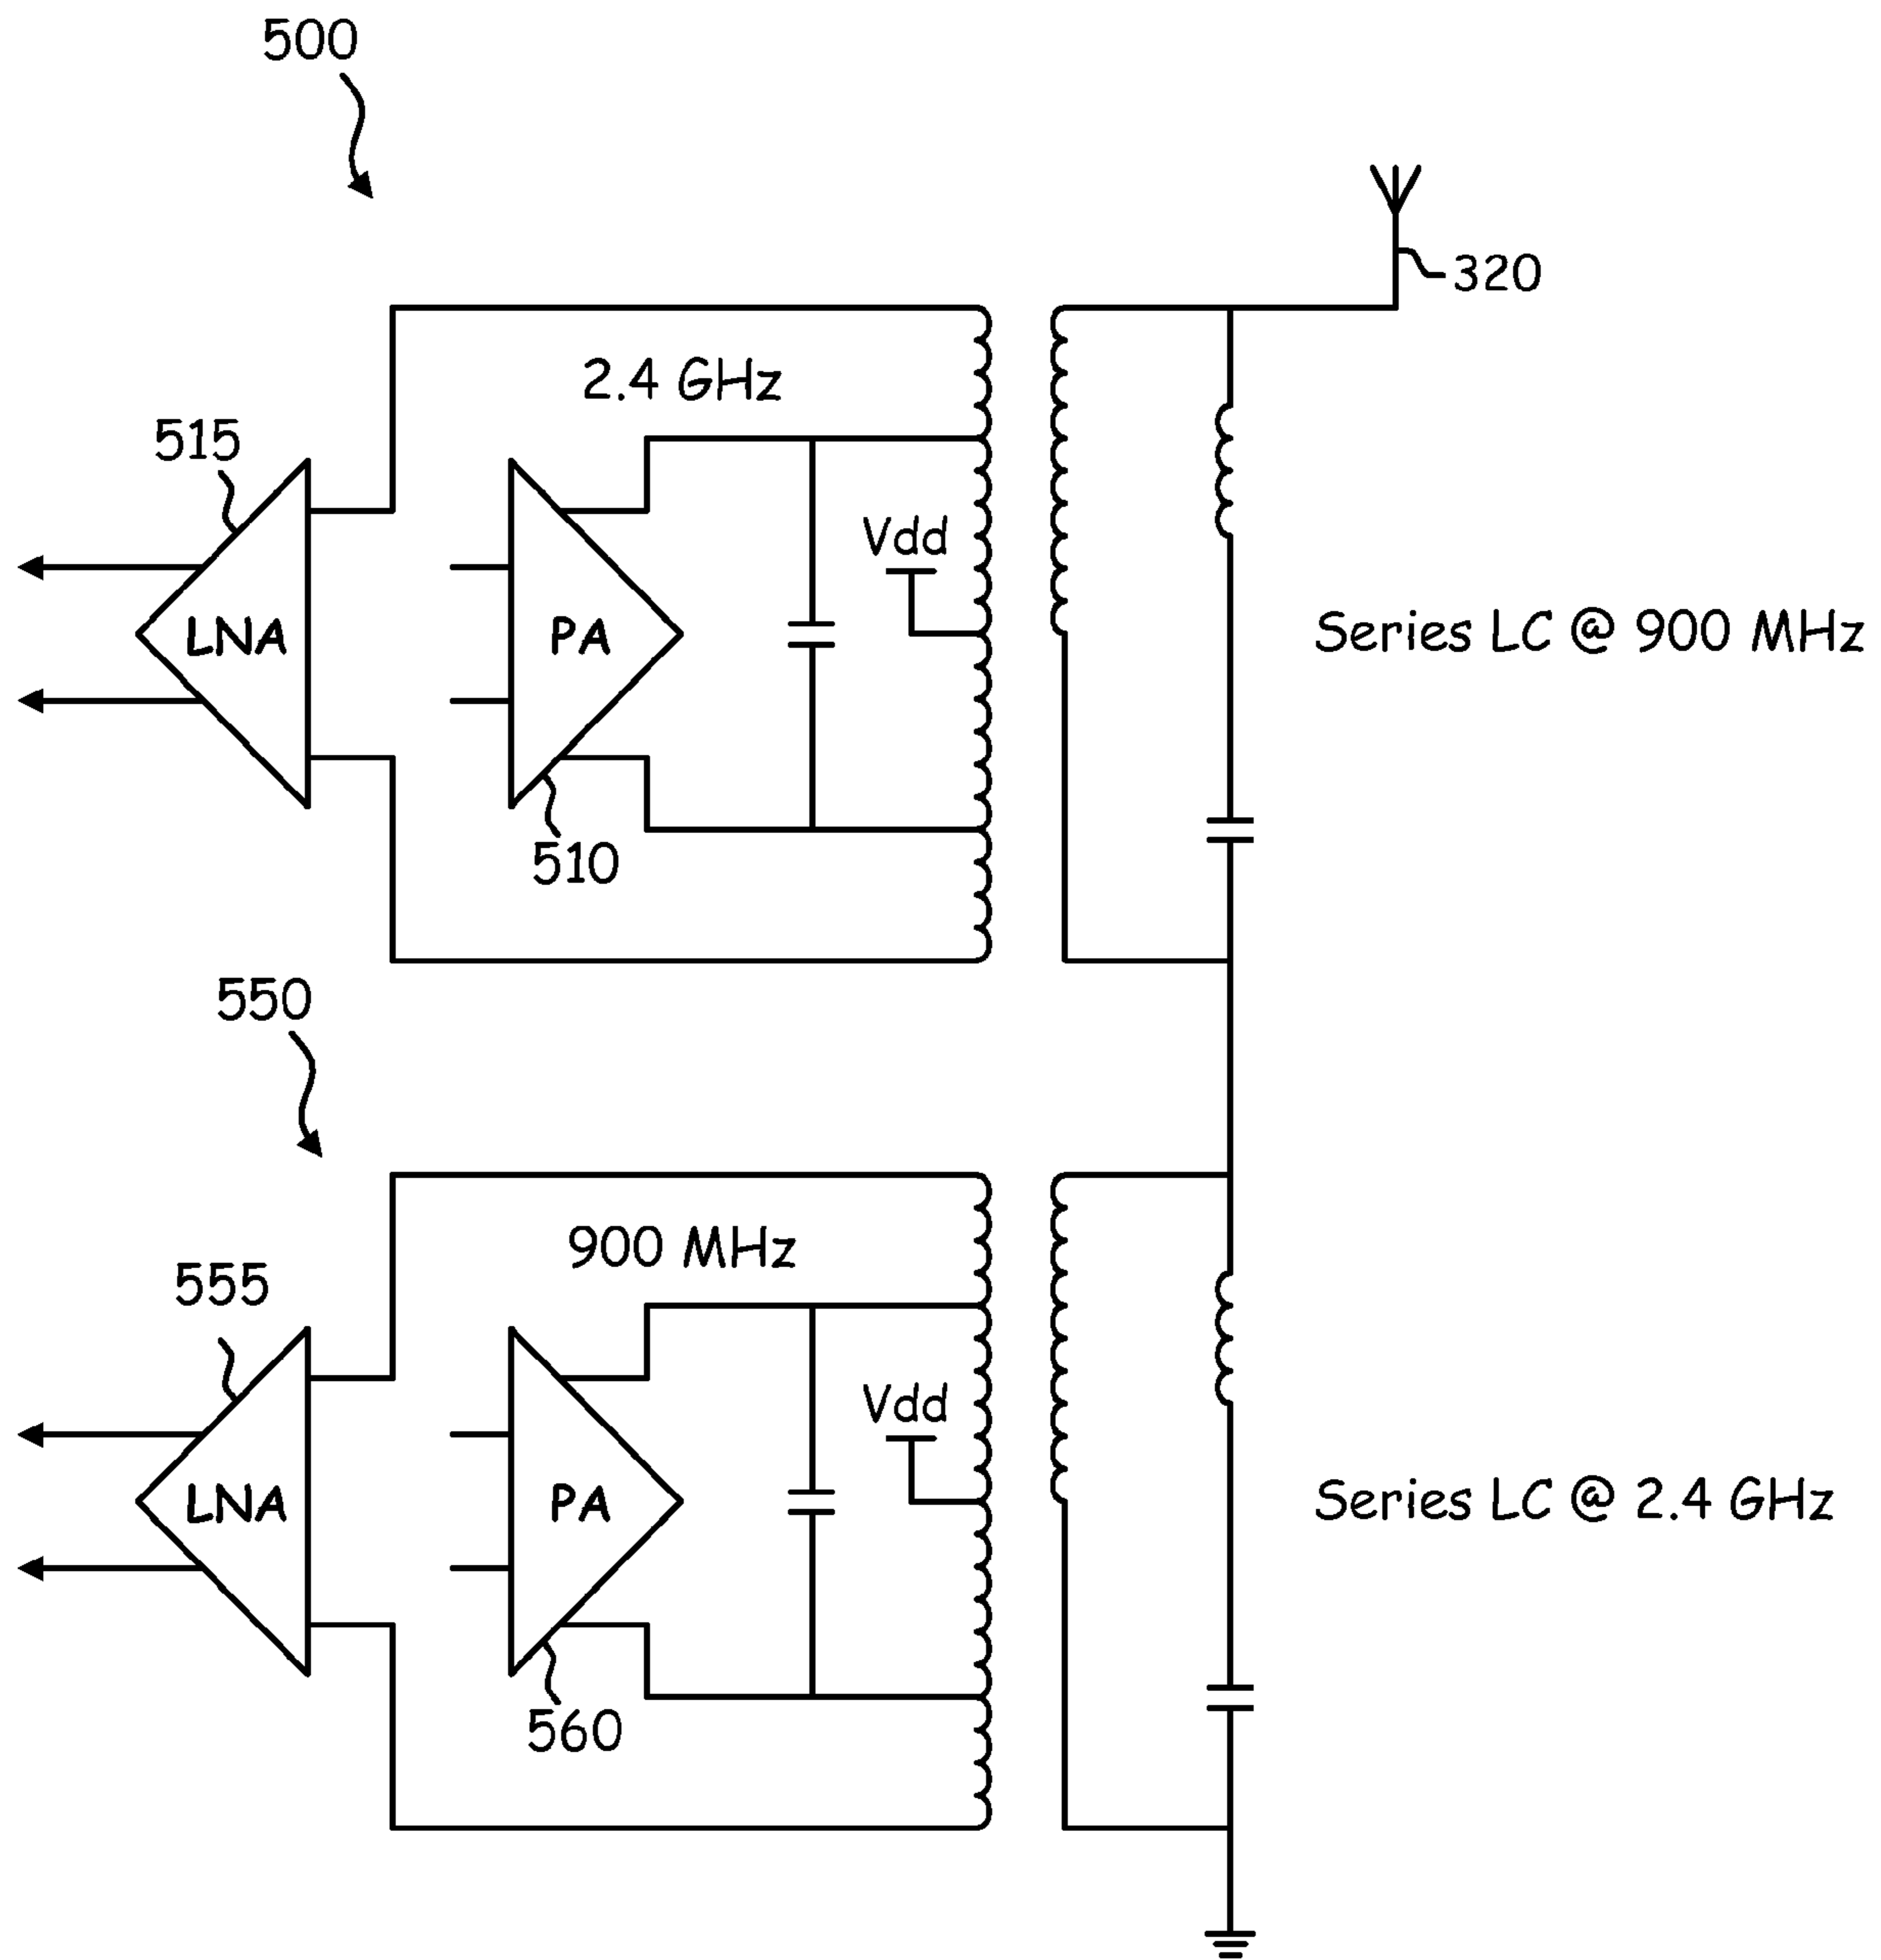 500
320
2.4 GHz
515
Vdd
LNA
PA
Series LC @ 900 MHz
510
550
900 MHz
555
Vdd
LNA
PA
Series LC @ 2.4 GHz
560